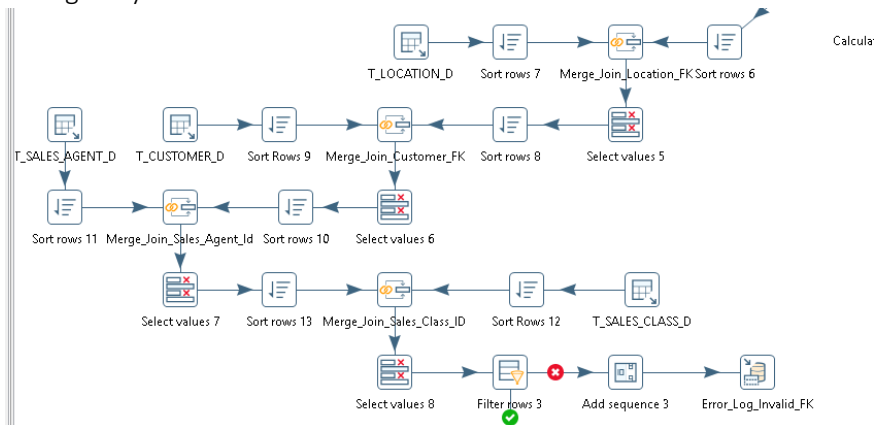 Calculat
T_LOCATION_D Sort rows 7 Merge_Join_Location_FK Sort rows 6
T_SALES_AGENT_D T_CUSTOMER_D Sort Rows 9 Merge_Join_Customer_FK Sort rows 8 Select values 5
Sort rows 11 Merge_Join_Sales_Agent_Id Sort rows 10 Select values 6
Select values 7 Sort rows 13 Merge_Join_Sales_Class_ID Sort Rows 12 T_SALES_CLASS_D
Select values 8 Filter rows 3 Add sequence 3 Error_Log_Invalid_FK